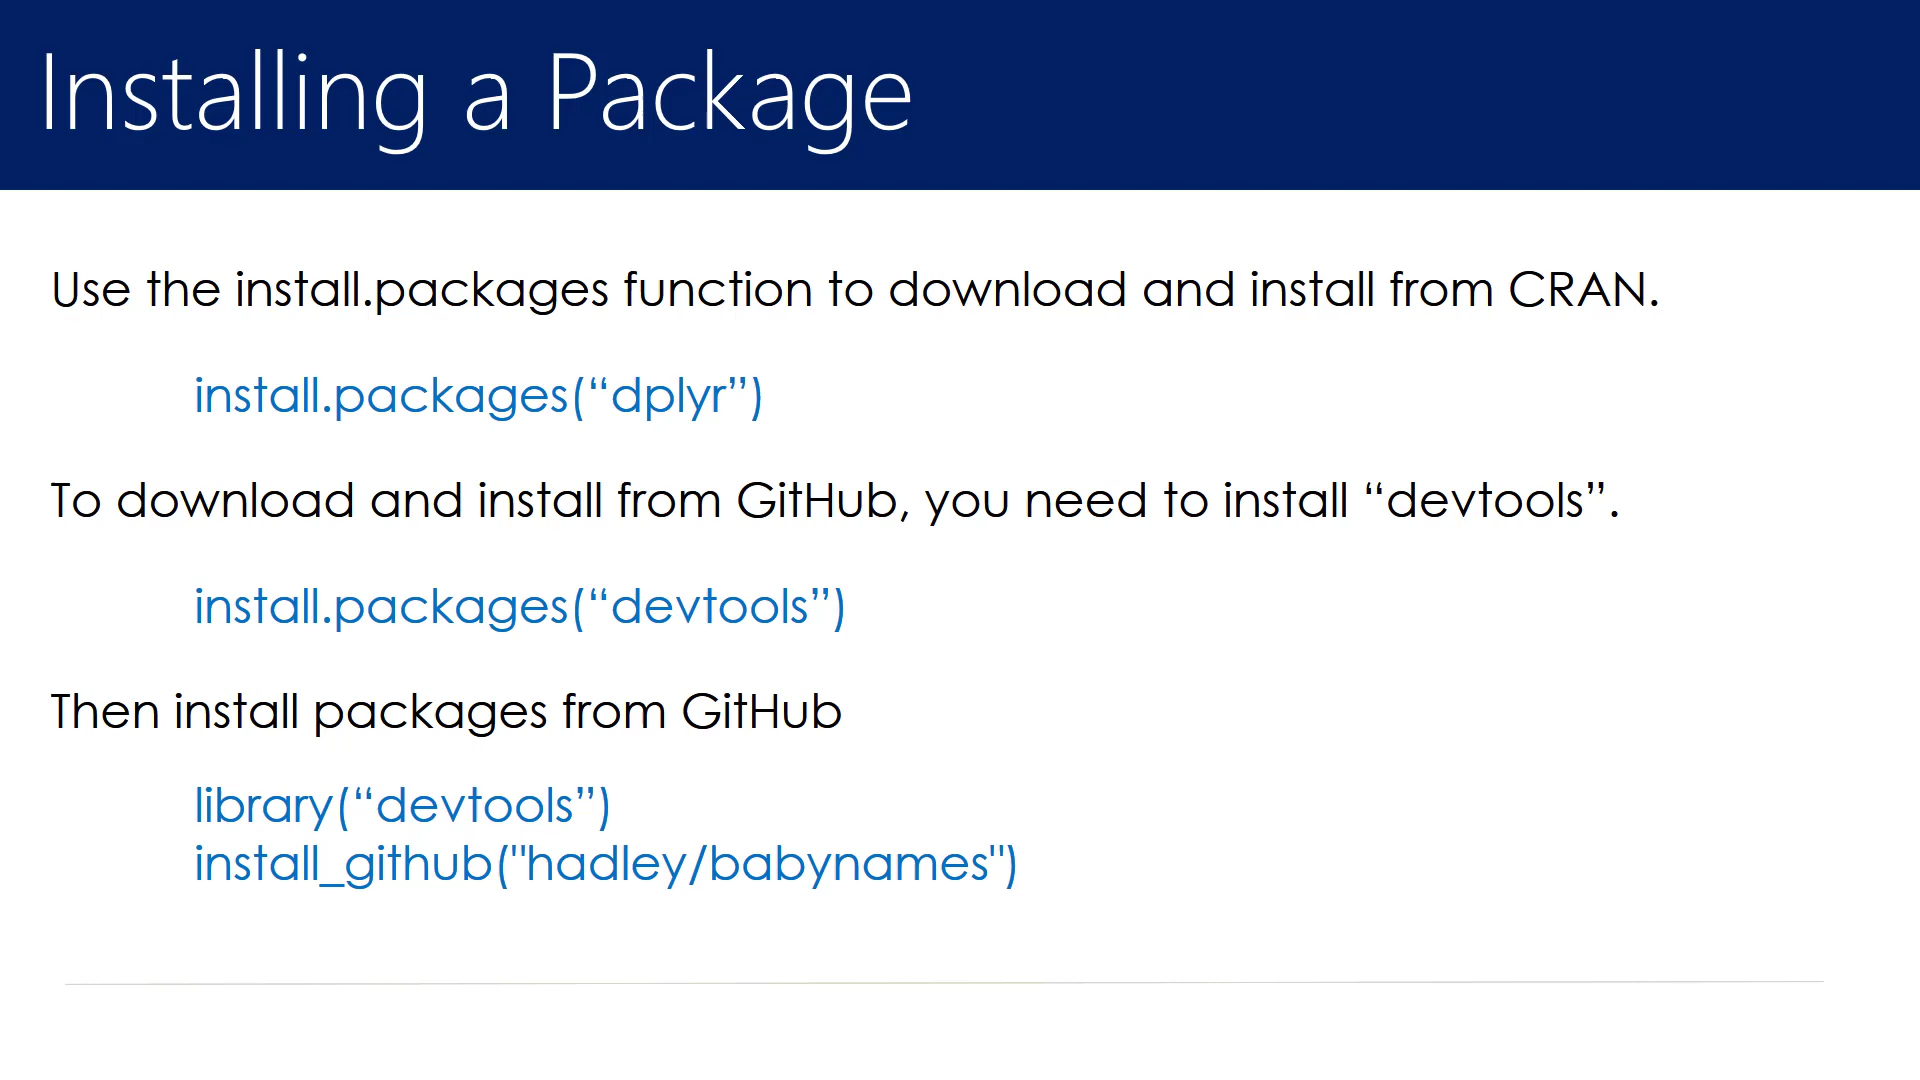 Installing a Package
Use the install.packages function to download and install from CRAN.
install.packages(“dplyr”)
To download and install from GitHub, you need to install “devtools”.
install.packages(“devtools”)
Then install packages from GitHub
library(“devtools”)
install_github("hadley/babynames")